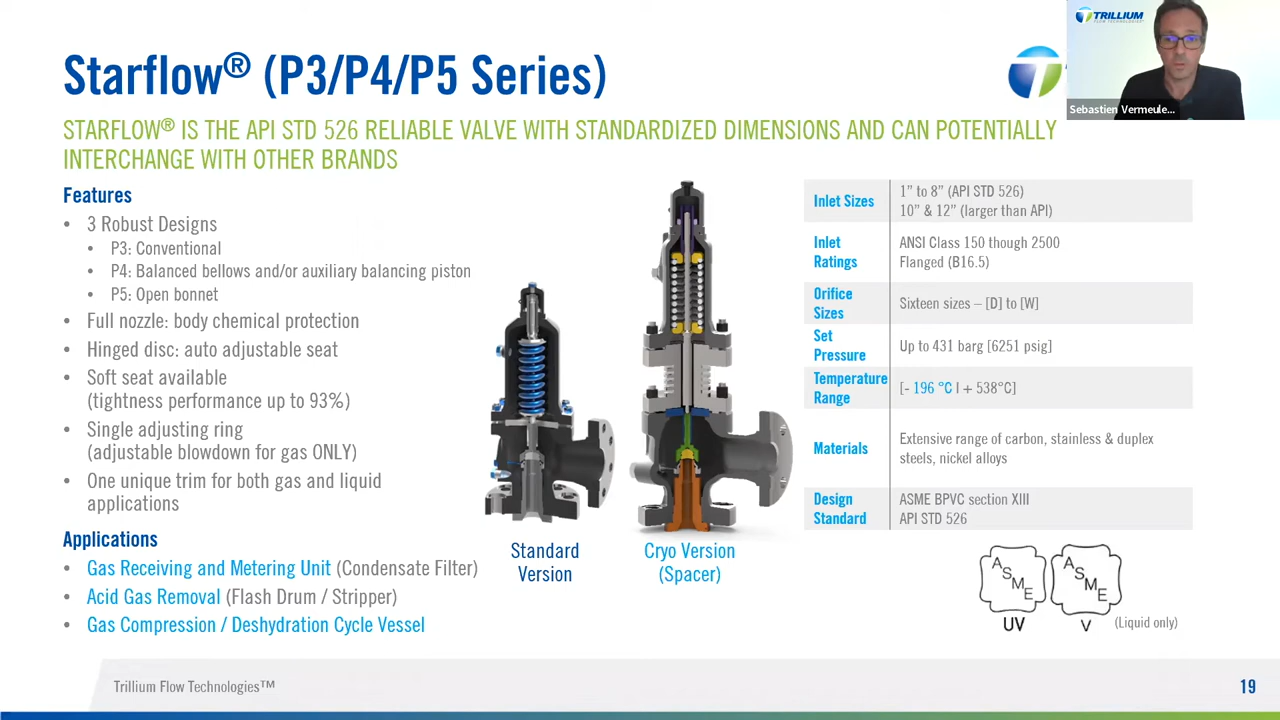 Starflow® (P3/P4/P5 Series)
TRILLIUM
FLOW TECHNOLOGIES
Sebastien Vermeule...
STARFLOW® IS THE API STD 526 RELIABLE VALVE WITH STANDARDIZED DIMENSIONS AND CAN POTENTIALLY
INTERCHANGE WITH OTHER BRANDS
Features
• 3 Robust Designs
• P3: Conventional
• P4: Balanced bellows and/or auxiliary balancing piston
• P5: Open bonnet
• Full nozzle: body chemical protection
• Hinged disc: auto adjustable seat
• Soft seat available
(tightness performance up to 93%)
• Single adjusting ring
(adjustable blowdown for gas ONLY)
• One unique trim for both gas and liquid
applications
Applications
• Gas Receiving and Metering Unit (Condensate Filter)
• Acid Gas Removal (Flash Drum / Stripper)
• Gas Compression / Deshydration Cycle Vessel
Standard
Version
Cryo Version
(Spacer)
Inlet Sizes
1” to 8” (API STD 526)
10” & 12” (larger than API)
Inlet
Ratings
ANSI Class 150 though 2500
Flanged (B16.5)
Orifice
Sizes
Sixteen sizes – [D] to [W]
Set
Pressure
Up to 431 barg [6251 psig]
Temperature
Range
[- 196 °C | + 538°C]
Materials
Extensive range of carbon, stainless & duplex
steels, nickel alloys
Design
Standard
ASME BPVC section XIII
API STD 526
ASME
UV
ASME
V
(Liquid only)
Trillium Flow Technologies™
19